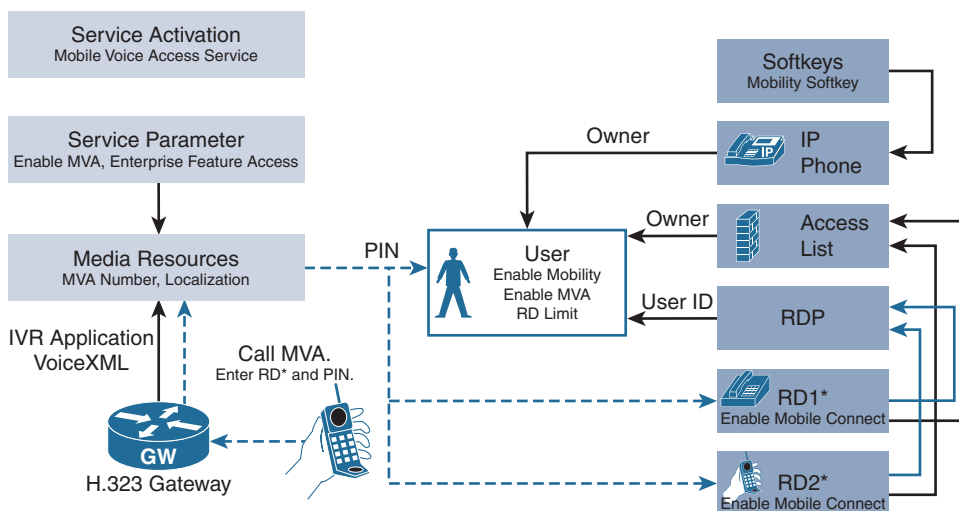 Service Activation
Mobile Voice Access Service
Service Parameter
Enable MVA, Enterprise Feature Access
Media Resources
MVA Number, Localization
IVR Application
VoiceXML
GW
H.323 Gateway
Call MVA.
Enter RD* and PIN.
PIN
Owner
Owner
User ID
User
Enable Mobility
Enable MVA
RD Limit
Softkeys
Mobility Softkey
IP
IP
Phone
Access
List
RDP
RD1*
Enable Mobile Connect
RD2*
Enable Mobile Connect